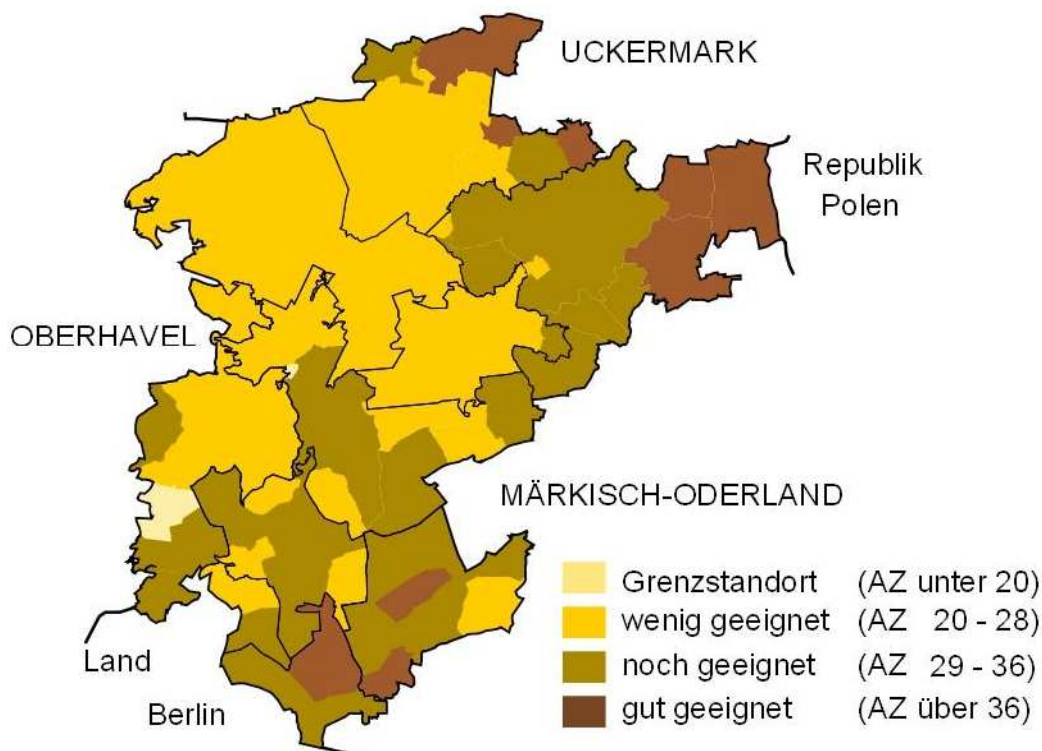 UCKERMARK
Republik
Polen
OBERHAVEL
MÄRKISCH-ODERLAND
Grenzstandort (AZ unter 20)
wenig geeignet (AZ 20 - 28)
noch geeignet (AZ 29 - 36)
gut geeignet (AZ über 36)
Land
Berlin